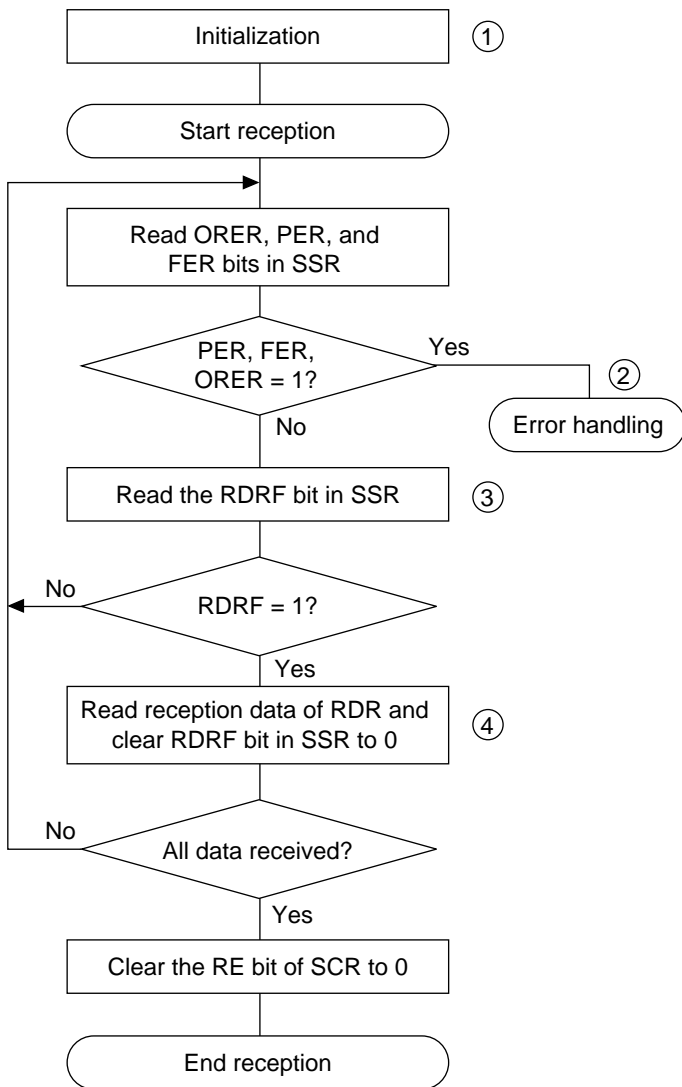 Initialization
①
Start reception
Read ORER, PER, and
FER bits in SSR
PER, FER,
ORER = 1?
Yes
②
Error handling
No
Read the RDRF bit in SSR
③
No
RDRF = 1?
Yes
Read reception data of RDR and
clear RDRF bit in SSR to 0
④
No
All data received?
Yes
Clear the RE bit of SCR to 0
End reception